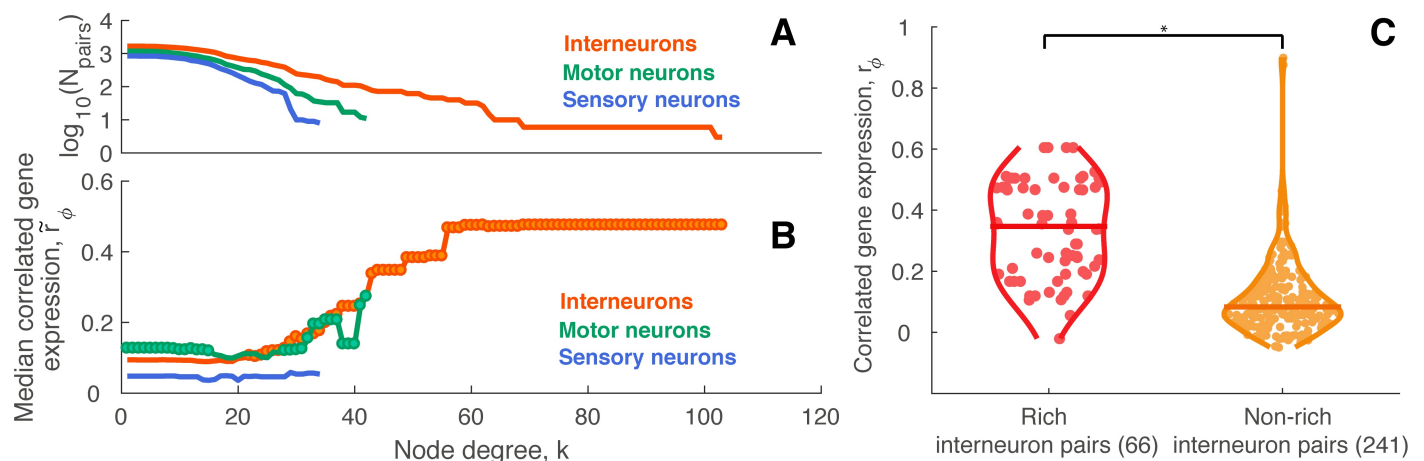 A
log10(Npairs)
4
3
2
1
0
Interneurons
Motor neurons
Sensory neurons
B
Median correlated gene
expression, r̃ϕ
0.6
0.4
0.2
0
Interneurons
Motor neurons
Sensory neurons
0 20 40 60 80 100 120
Node degree, k
C
Correlated gene expression, rϕ
1
0.8
0.6
0.4
0.2
0
*
Rich
interneuron pairs (66)
Non-rich
interneuron pairs (241)